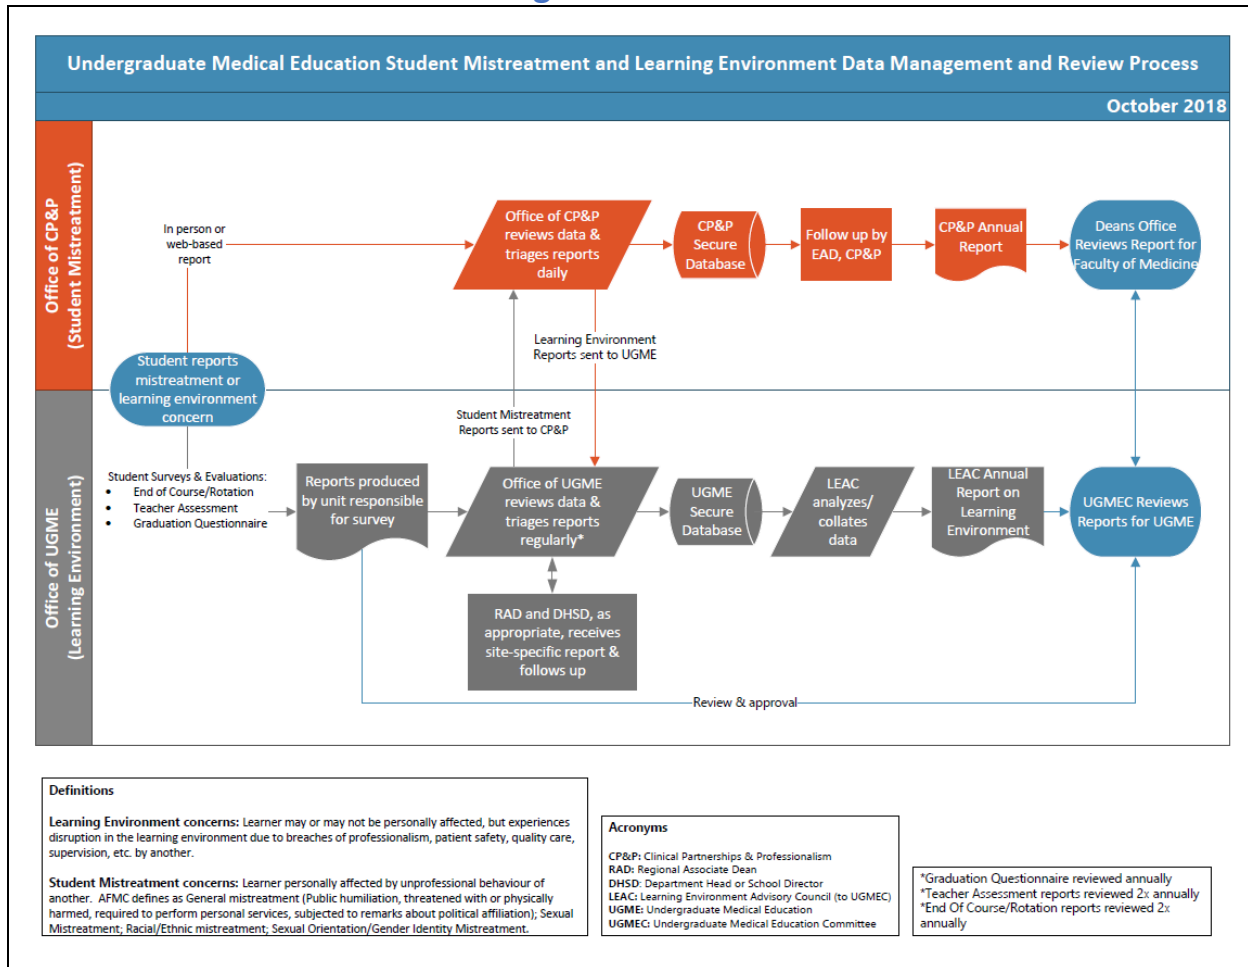 Undergraduate Medical Education Student Mistreatment and Learning Environment Data Management and Review Process
October 2018
Office of CP&P
(Student Mistreatment)
In person or
web-based
report
Office of CP&P
reviews data &
triages reports
daily
CP&P
Secure
Database
Follow up by
EAD, CP&P
CP&P Annual
Report
Deans Office
Reviews Report for
Faculty of Medicine
Learning Environment
Reports sent to UGME
Student reports
mistreatment or
learning environment
concern
Student Mistreatment
Reports sent to CP&P
Office of UGME
(Learning Environment)
Student Surveys & Evaluations:
• End of Course/Rotation
• Teacher Assessment
• Graduation Questionnaire
Reports produced
by unit responsible
for survey
Office of UGME
reviews data &
triages reports
regularly*
UGME
Secure
Database
LEAC
analyzes/
collates
data
LEAC Annual
Report on
Learning
Environment
UGMEC Reviews
Reports for UGME
RAD and DHSD, as
appropriate, receives
site-specific report &
follows up
Review & approval
Definitions
Learning Environment concerns: Learner may or may not be personally affected, but experiences
disruption in the learning environment due to breaches of professionalism, patient safety, quality care,
supervision, etc. by another.
Student Mistreatment concerns: Learner personally affected by unprofessional behaviour of
another. AFMC defines as General mistreatment (Public humiliation, threatened with or physically
harmed, required to perform personal services, subjected to remarks about political affiliation); Sexual
Mistreatment; Racial/Ethnic mistreatment; Sexual Orientation/Gender Identity Mistreatment.
Acronyms
CP&P: Clinical Partnerships & Professionalism
RAD: Regional Associate Dean
DHSD: Department Head or School Director
LEAC: Learning Environment Advisory Council (to UGMEC)
UGME: Undergraduate Medical Education
UGMEC: Undergraduate Medical Education Committee
*Graduation Questionnaire reviewed annually
*Teacher Assessment reports reviewed 2x annually
*End Of Course/Rotation reports reviewed 2x
annually